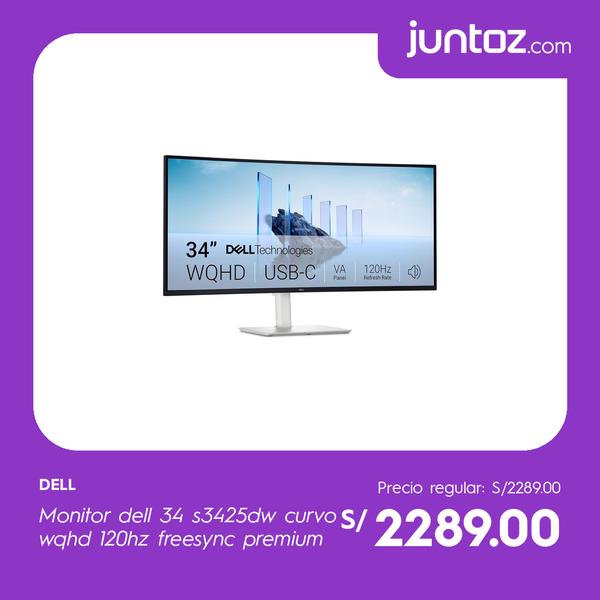 juntoz.com
34” DELLTechnologies
WQHD USB-C VA Panel 120Hz Refresh Rate
DELL
Precio regular: S/2289.00
Monitor dell 34 s3425dw curvo
wqhd 120hz freesync premium
S/ 2289.00